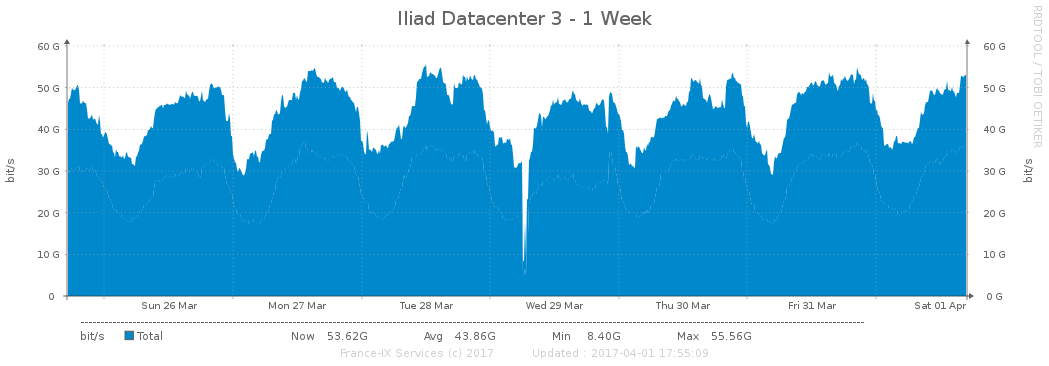 Iliad Datacenter 3 - 1 Week
RRDTOOL / TOBI OETIKER
60 G 60 G
50 G 50 G
40 G 40 G
30 G 30 G
20 G 20 G
10 G 10 G
0 0 G
bit/s bit/s
Sun 26 Mar Mon 27 Mar Tue 28 Mar Wed 29 Mar Thu 30 Mar Fri 31 Mar Sat 01 Apr
bit/s Total Now 53.62G Avg 43.86G Min 8.40G Max 55.56G
France-IX Services (c) 2017 Updated : 2017-04-01 17:55:09